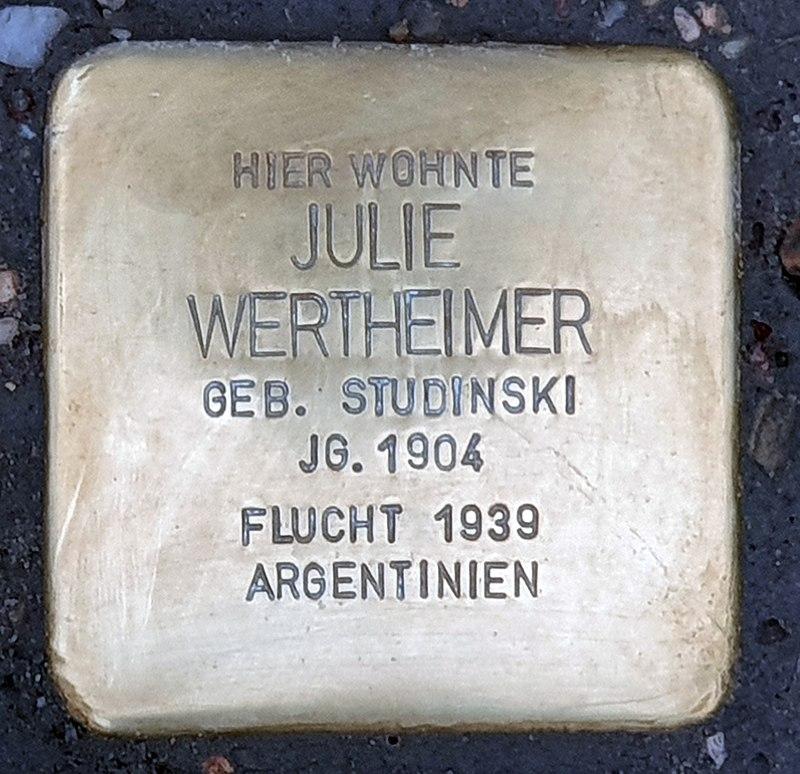 HIER WOHNTE
JULIE
WERTHEIMER
GEB. STUDINSKI
JG. 1904
FLUCHT 1939
ARGENTINIEN